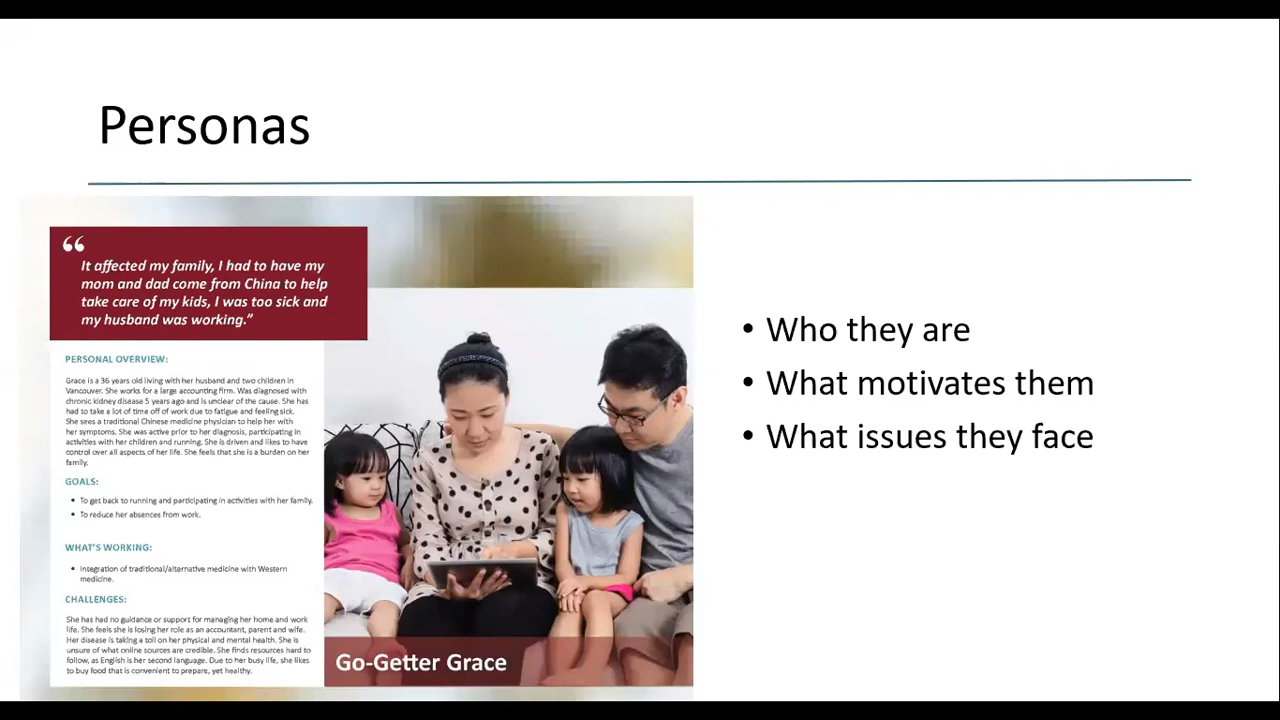 Personas
“
It affected my family, I had to have my
mom and dad come from China to help
take care of my kids, I was too sick and
my husband was working.”
PERSONAL OVERVIEW:
Grace is a 36 years old living with her husband and two children in
Vancouver. She works for a large accounting firm. Was diagnosed with
chronic kidney disease 5 years ago and is unclear of the cause. She has
had to take a lot of time off of work due to fatigue and feeling sick.
She sees a traditional Chinese medicine physician to help her with
her symptoms. She was active prior to her diagnosis, participating in
activities with her children and running. She is driven and likes to have
control over all aspects of her life. She feels that she is a burden on her
family.
GOALS:
• To get back to running and participating in activities with her family.
• To reduce her absences from work.
WHAT'S WORKING:
• Integration of traditional/alternative medicine with Western
medicine.
CHALLENGES:
She has had no guidance or support for managing her home and work
life. She feels she is losing her role as an accountant, parent and wife.
Her disease is taking a toll on her physical and mental health. She is
unsure of what online sources are credible. She finds resources hard to
follow, as English is her second language. Due to her busy life, she likes
to buy food that is convenient to prepare, yet healthy.
Go-Getter Grace
• Who they are
• What motivates them
• What issues they face